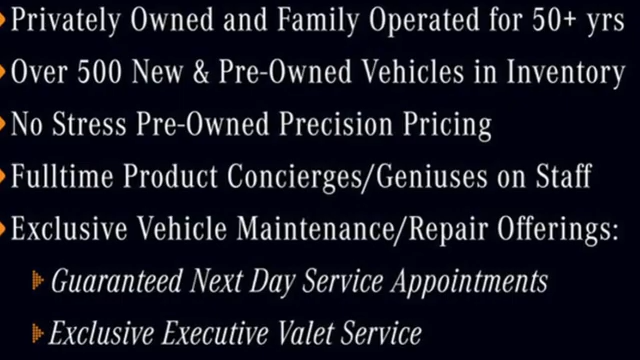 Privately Owned and Family Operated for 50+ yrs
Over 500 New & Pre-Owned Vehicles in Inventory
No Stress Pre-Owned Precision Pricing
Fulltime Product Concierges/Geniuses on Staff
Exclusive Vehicle Maintenance/Repair Offerings:
Guaranteed Next Day Service Appointments
Exclusive Executive Valet Service